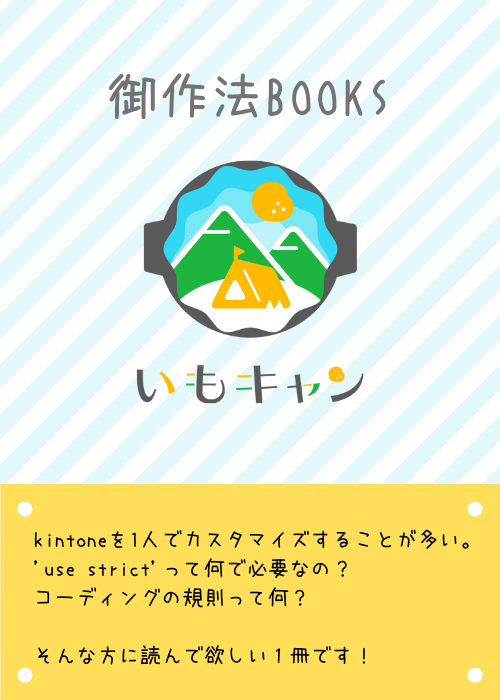 御作法BOOKS
いもキャン
kintoneを1人でカスタマイズすることが多い。
'use strict'って何で必要なの？
コーディングの規則って何？
そんな方に読んで欲しい１冊です！